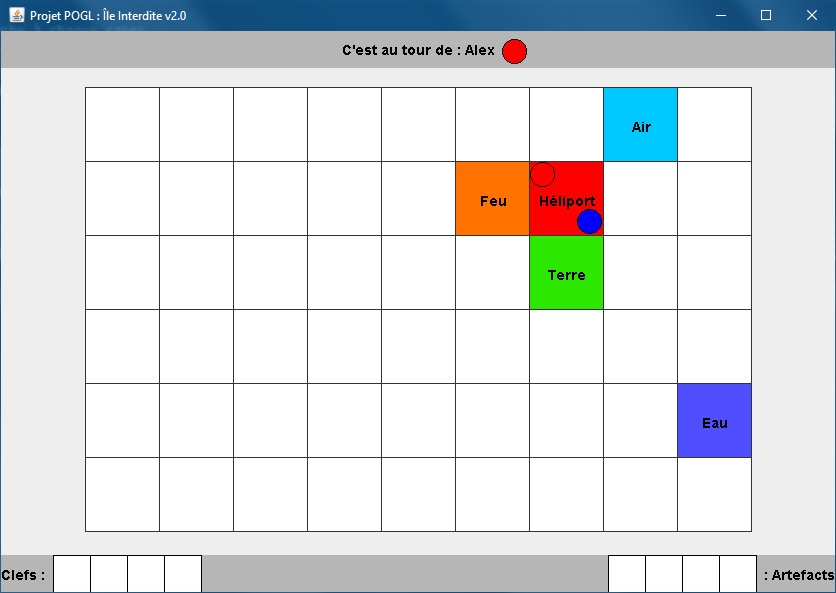 Projet POGL : Île Interdite v2.0
C'est au tour de : Alex
Air
Feu
Héliport
Terre
Eau
Clefs :
: Artefacts